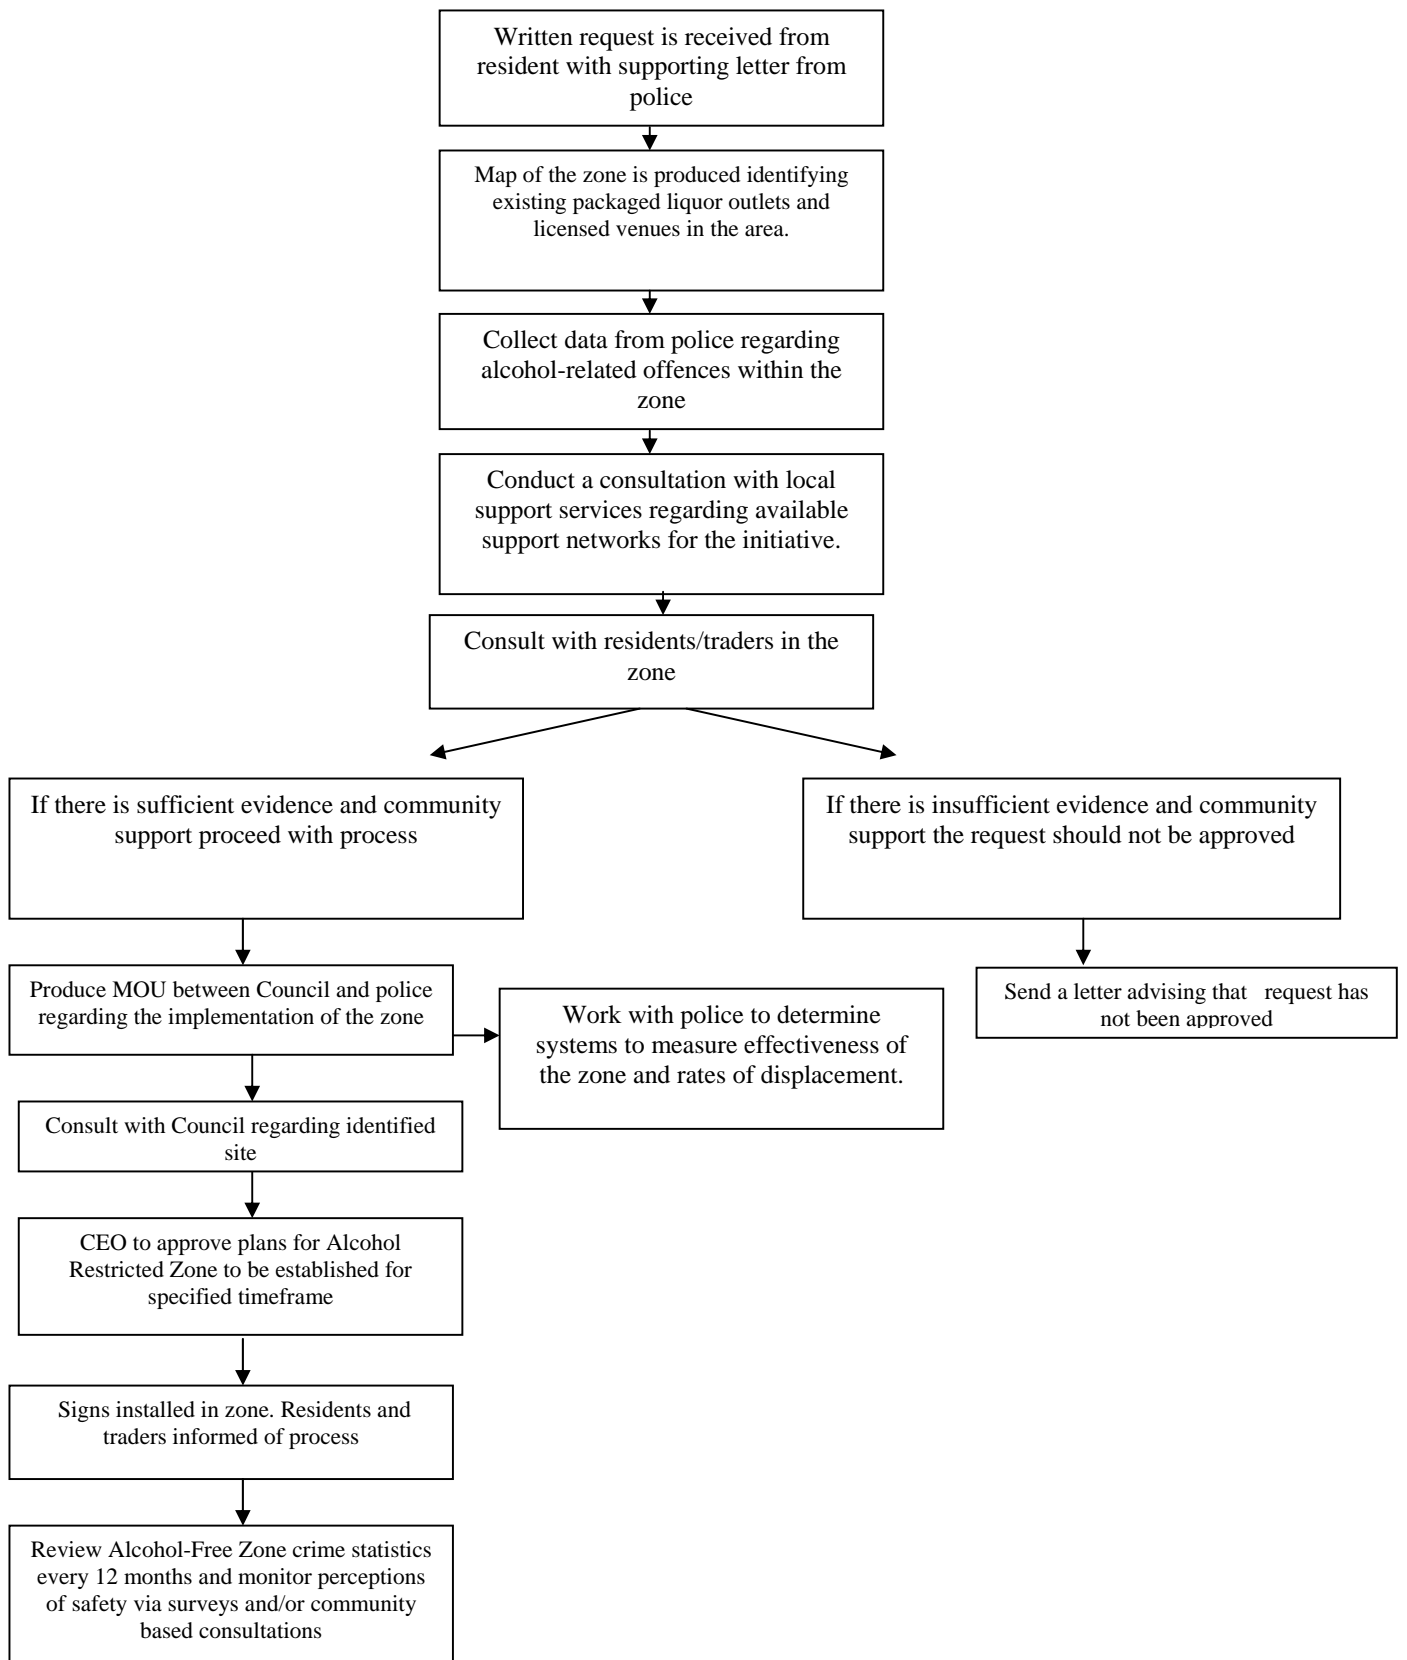 Written request is received from
resident with supporting letter from
police
Map of the zone is produced identifying
existing packaged liquor outlets and
licensed venues in the area.
Collect data from police regarding
alcohol-related offences within the
zone
Conduct a consultation with local
support services regarding available
support networks for the initiative.
Consult with residents/traders in the
zone
If there is sufficient evidence and community
support proceed with process
If there is insufficient evidence and community
support the request should not be approved
Produce MOU between Council and police
regarding the implementation of the zone
Work with police to determine
systems to measure effectiveness of
the zone and rates of displacement.
Send a letter advising that request has
not been approved
Consult with Council regarding identified
site
CEO to approve plans for Alcohol
Restricted Zone to be established for
specified timeframe
Signs installed in zone. Residents and
traders informed of process
Review Alcohol-Free Zone crime statistics
every 12 months and monitor perceptions
of safety via surveys and/or community
based consultations